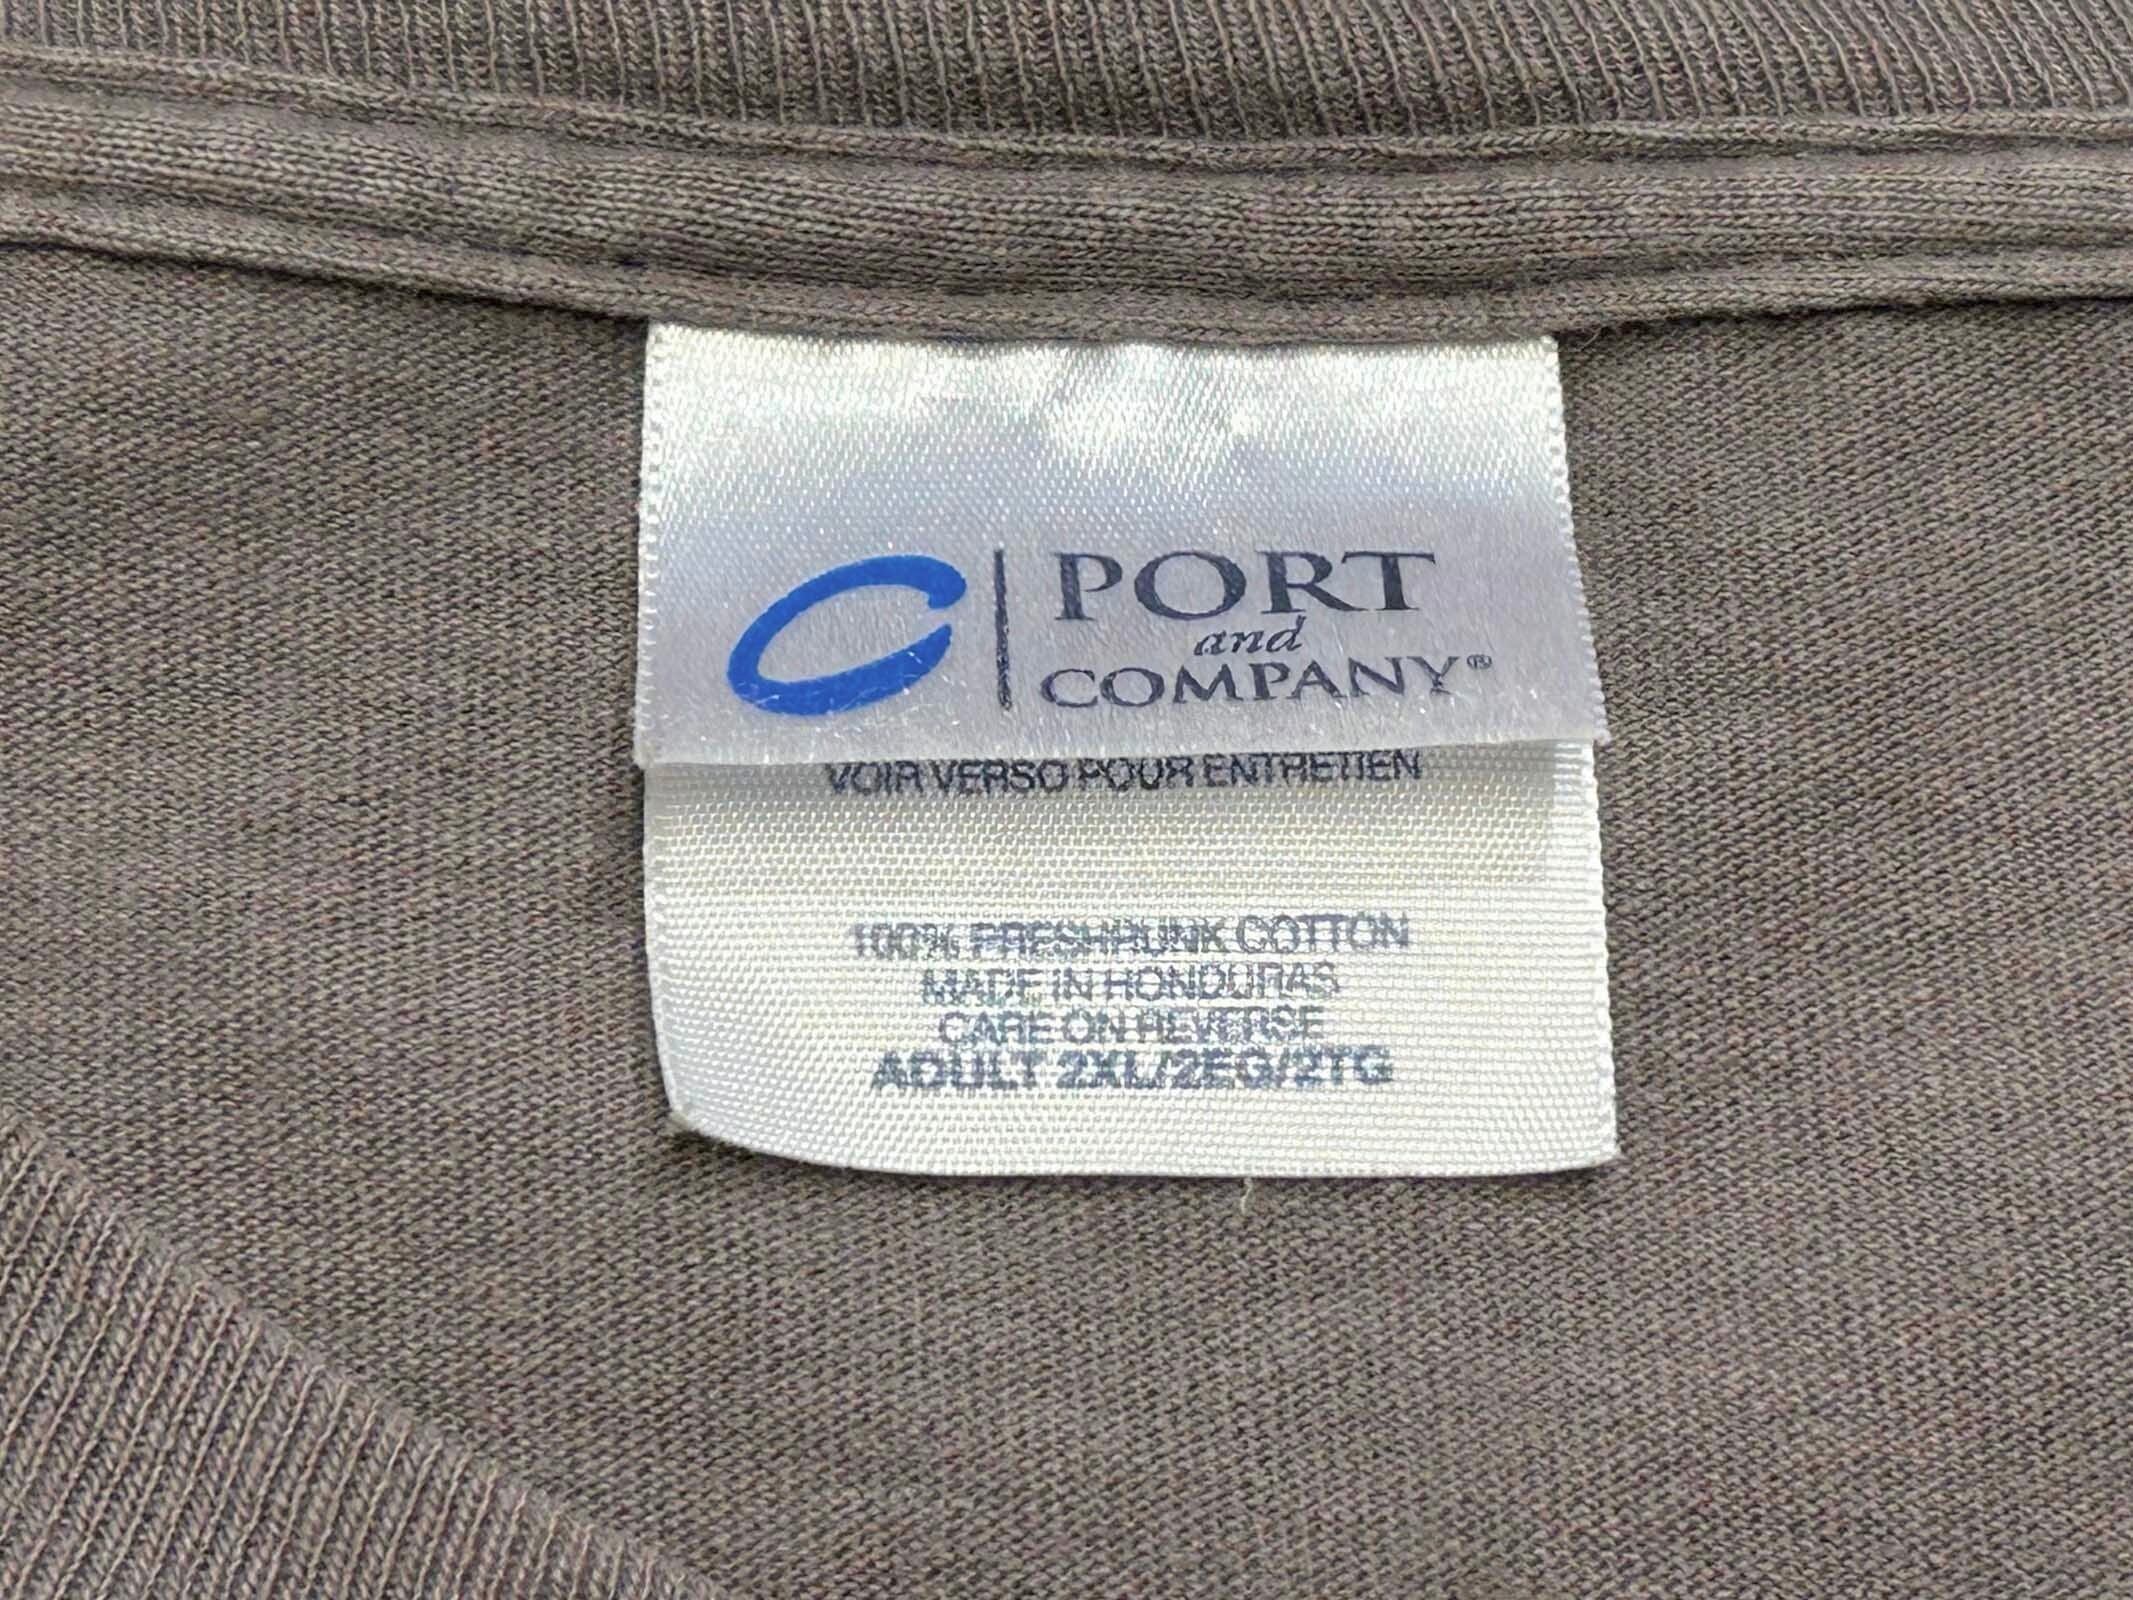 PORT
and
COMPANY®
VOIR VERSO POUR ENTRETIEN
100% PRESHRUNK COTTON
MADE IN HONDURAS
CARE ON REVERSE
ADULT 2XL/2EG/2TG